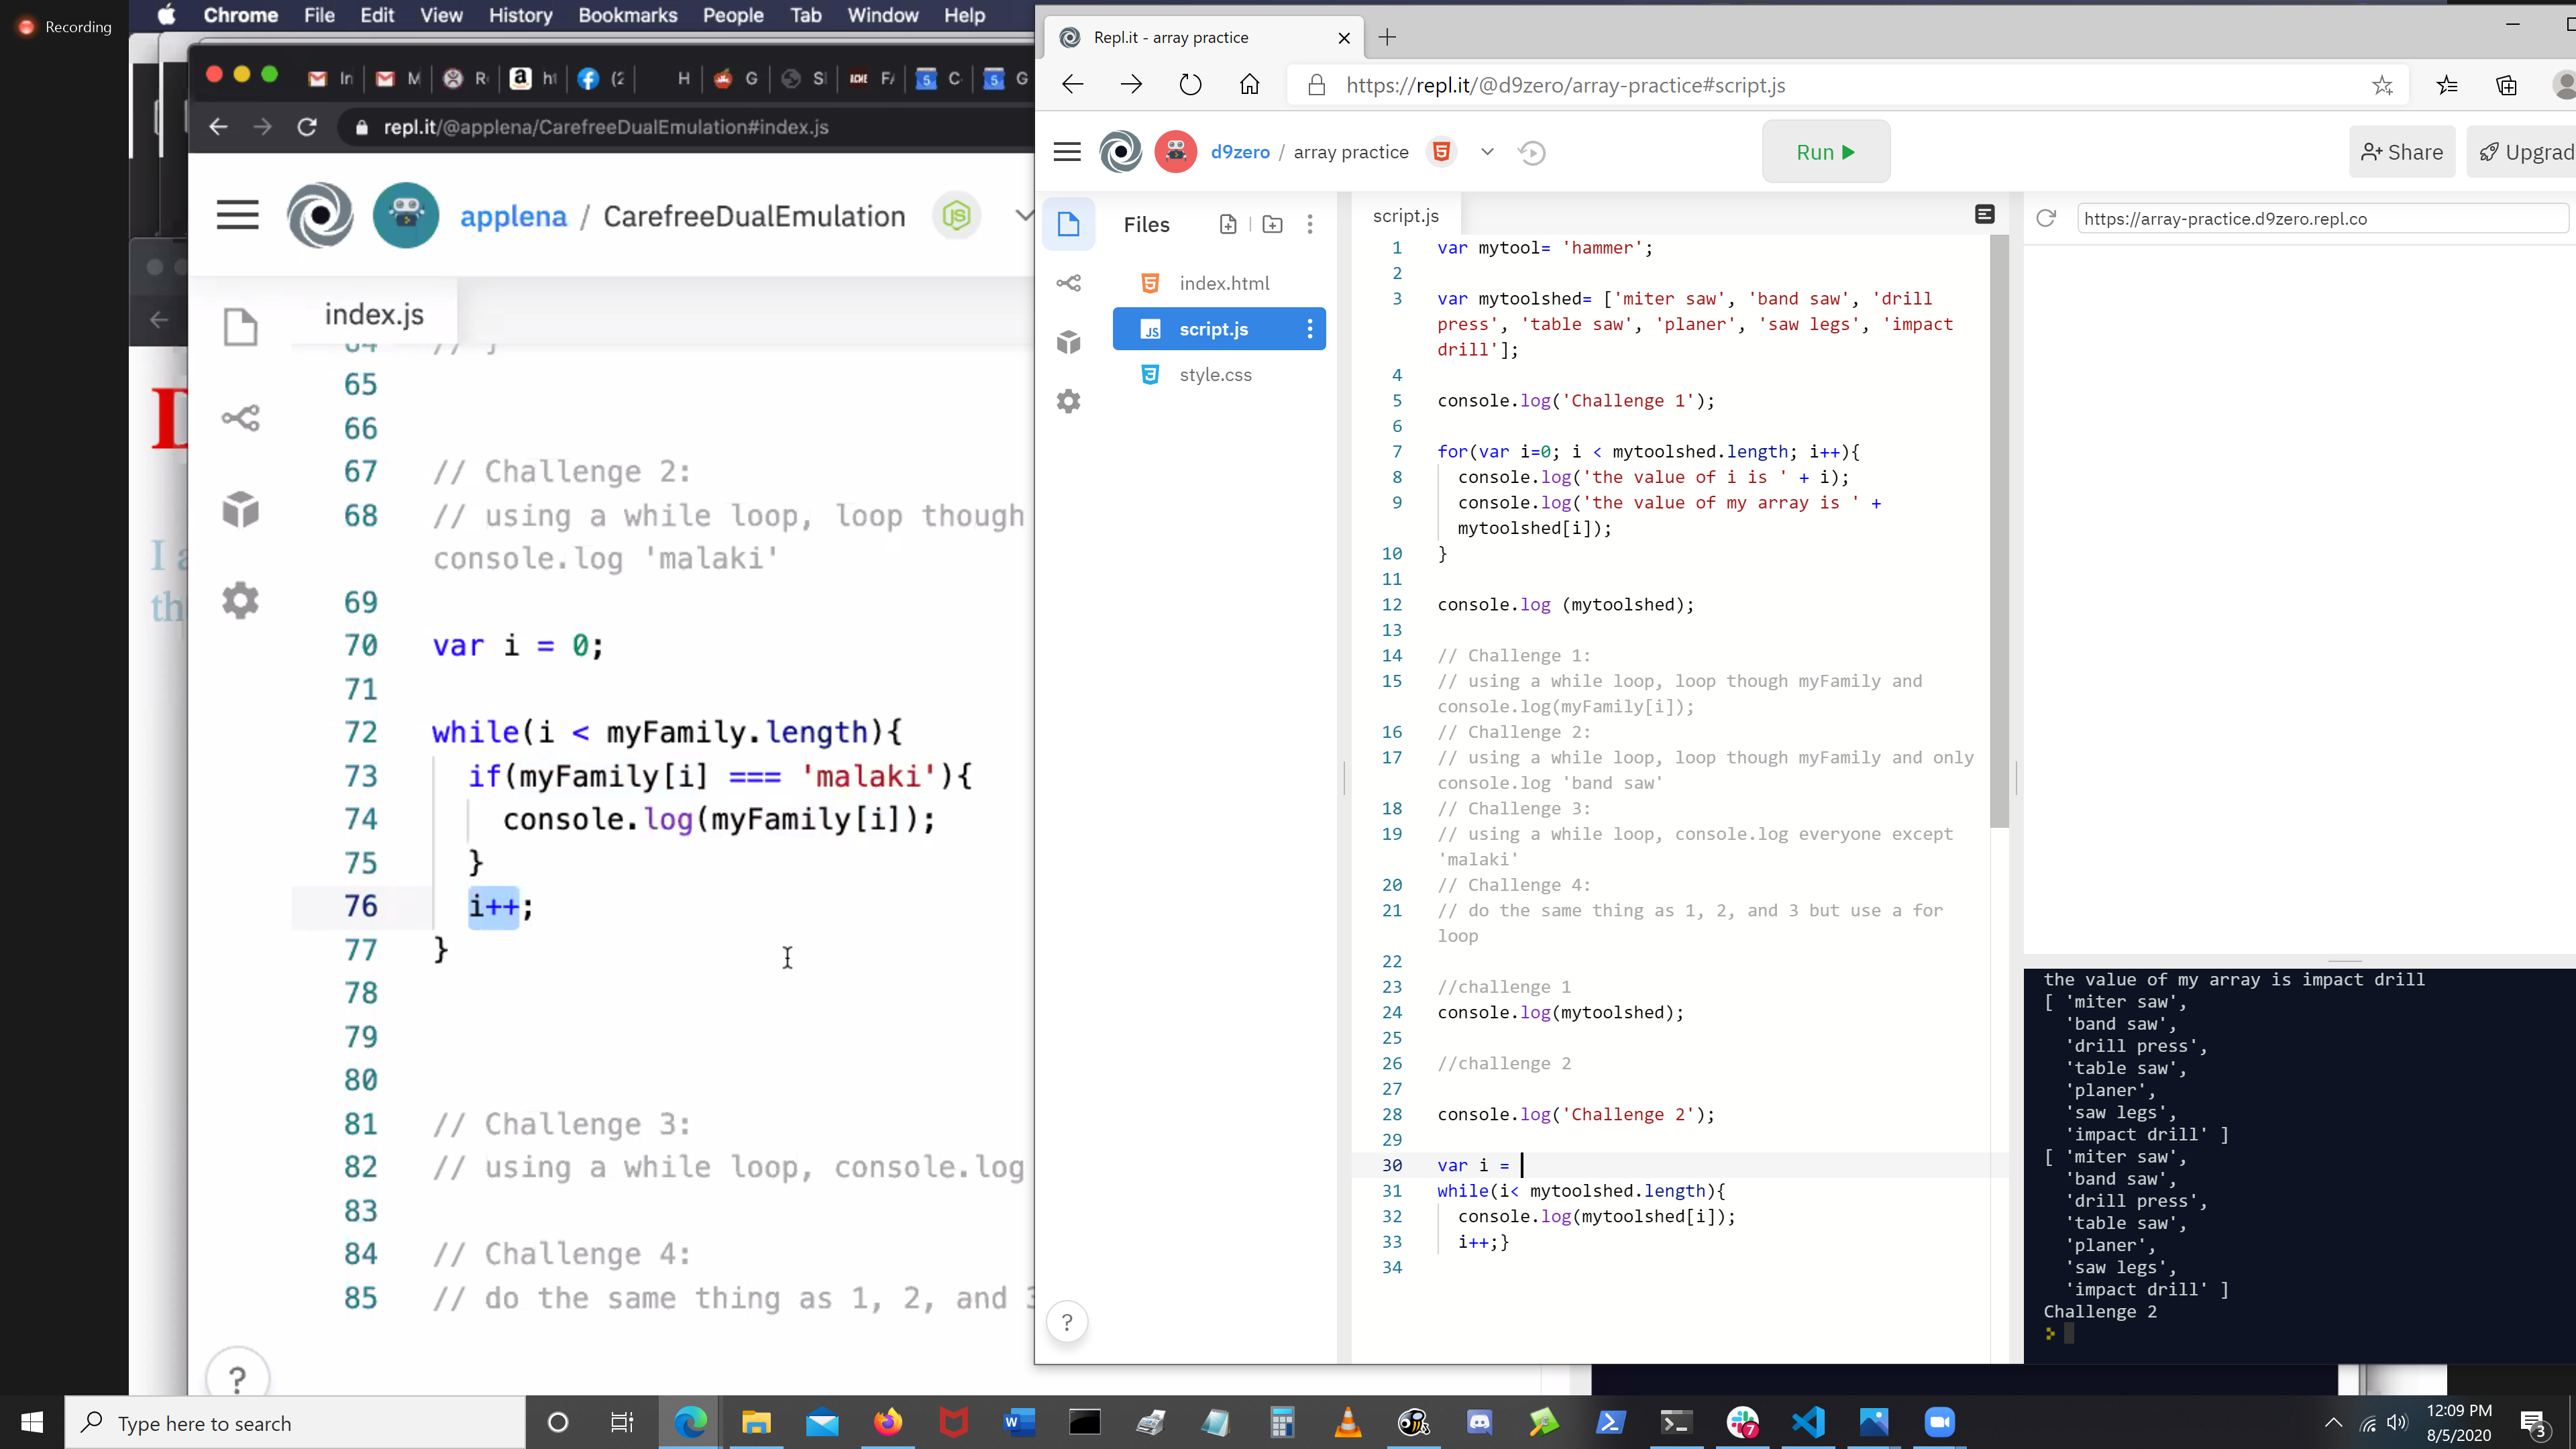 Recording
Chrome File Edit View History Bookmarks People Tab Window Help
repl.it/@applena/CarefreeDualEmulation#index.js
applena / CarefreeDualEmulation
index.js
64 // }
65
66
67 // Challenge 2:
68 // using a while loop, loop though
console.log 'malaki'
69
70 var i = 0;
71
72 while(i < myFamily.length){
73 if(myFamily[i] === 'malaki'){
74 console.log(myFamily[i]);
75 }
76 i++;
77 }
78
79
80
81 // Challenge 3:
82 // using a while loop, console.log
83
84 // Challenge 4:
85 // do the same thing as 1, 2, and
?
Repl.it - array practice
https://repl.it/@d9zero/array-practice#script.js
d9zero / array practice
Run
Share
Upgrad
Files
index.html
script.js
style.css
?
script.js
1 var mytool= 'hammer';
2
3 var mytoolshed= ['miter saw', 'band saw', 'drill
press', 'table saw', 'planer', 'saw legs', 'impact
drill'];
4
5 console.log('Challenge 1');
6
7 for(var i=0; i < mytoolshed.length; i++){
8 console.log('the value of i is ' + i);
9 console.log('the value of my array is ' +
mytoolshed[i]);
10 }
11
12 console.log (mytoolshed);
13
14 // Challenge 1:
15 // using a while loop, loop though myFamily and
console.log(myFamily[i]);
16 // Challenge 2:
17 // using a while loop, loop though myFamily and only
console.log 'band saw'
18 // Challenge 3:
19 // using a while loop, console.log everyone except
'malaki'
20 // Challenge 4:
21 // do the same thing as 1, 2, and 3 but use a for
loop
22
23 //challenge 1
24 console.log(mytoolshed);
25
26 //challenge 2
27
28 console.log('Challenge 2');
29
30 var i =
31 while(i< mytoolshed.length){
32 console.log(mytoolshed[i]);
33 i++;}
34
https://array-practice.d9zero.repl.co
the value of my array is impact drill
[ 'miter saw',
'band saw',
'drill press',
'table saw',
'planer',
'saw legs',
'impact drill' ]
[ 'miter saw',
'band saw',
'drill press',
'table saw',
'planer',
'saw legs',
'impact drill' ]
Challenge 2
Type here to search
12:09 PM
8/5/2020